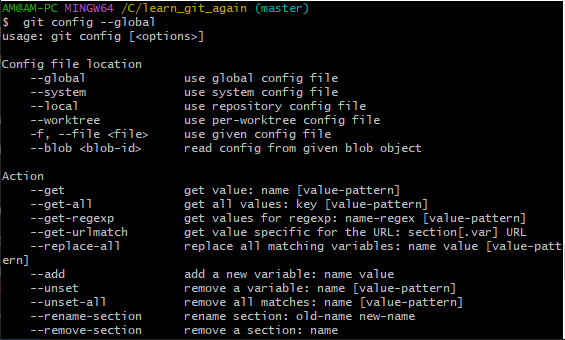 AM@AM-PC MINGW64 /C/learn_git_again (master)
$  git config --global
usage: git config [<options>]

Config file location
    --global              use global config file
    --system              use system config file
    --local               use repository config file
    --worktree            use per-worktree config file
    -f, --file <file>     use given config file
    --blob <blob-id>      read config from given blob object

Action
    --get                 get value: name [value-pattern]
    --get-all             get all values: key [value-pattern]
    --get-regexp          get values for regexp: name-regex [value-pattern]
    --get-urlmatch        get value specific for the URL: section[.var] URL
    --replace-all         replace all matching variables: name value [value-patt
ern]
    --add                 add a new variable: name value
    --unset               remove a variable: name [value-pattern]
    --unset-all           remove all matches: name [value-pattern]
    --rename-section      rename section: old-name new-name
    --remove-section      remove a section: name